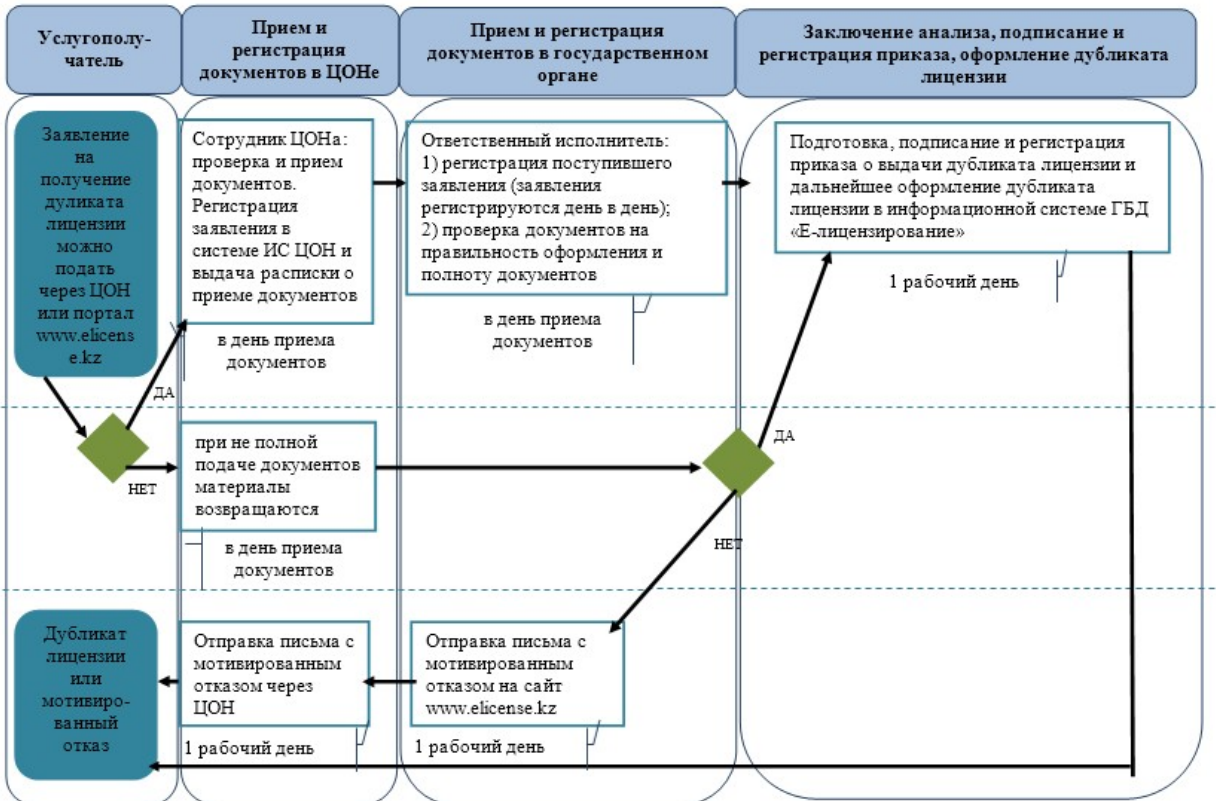 Услугополу-
чатель
Прием и
регистрация
документов в ЦОНе
Прием и регистрация
документов в государственном
органе
Заключение анализа, подписание и
регистрация приказа, оформление дубликата
лицензии
Заявление
на
получение
дуликата
лицензии
можно
подать
через ЦОН
или портал
www.elicens
e.kz
Сотрудник ЦОНа:
проверка и прием
документов.
Регистрация
заявления в
системе ИС ЦОН и
выдача расписки о
приеме документов
Ответственный исполнитель:
1) регистрация поступившего
заявления (заявления
регистрируются день в день);
2) проверка документов на
правильность оформления и
полноту документов
Подготовка, подписание и регистрация
приказа о выдачи дубликата лицензии и
дальнейшее оформление дубликата
лицензии в информационной системе ГБД
«Е-лицензирование»
в день приема
документов
в день приема
документов
1 рабочий день
ДА
НЕТ
при не полной
подаче документов
материалы
возвращаются
в день приема
документов
ДА
НЕТ
Дубликат
лицензии
или
мотивиро-
ванный
отказ
Отправка письма с
мотивированным
отказом через
ЦОН
Отправка письма с
мотивированным
отказом на сайт
www.elicense.kz
1 рабочий день
1 рабочий день